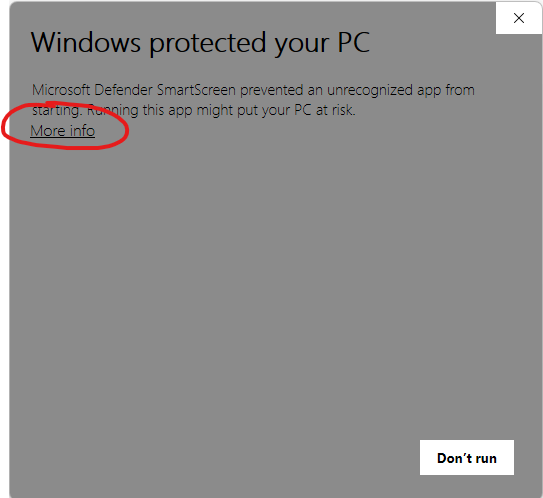 Windows protected your PC
Microsoft Defender SmartScreen prevented an unrecognized app from
starting. Running this app might put your PC at risk.
More info
Don't run